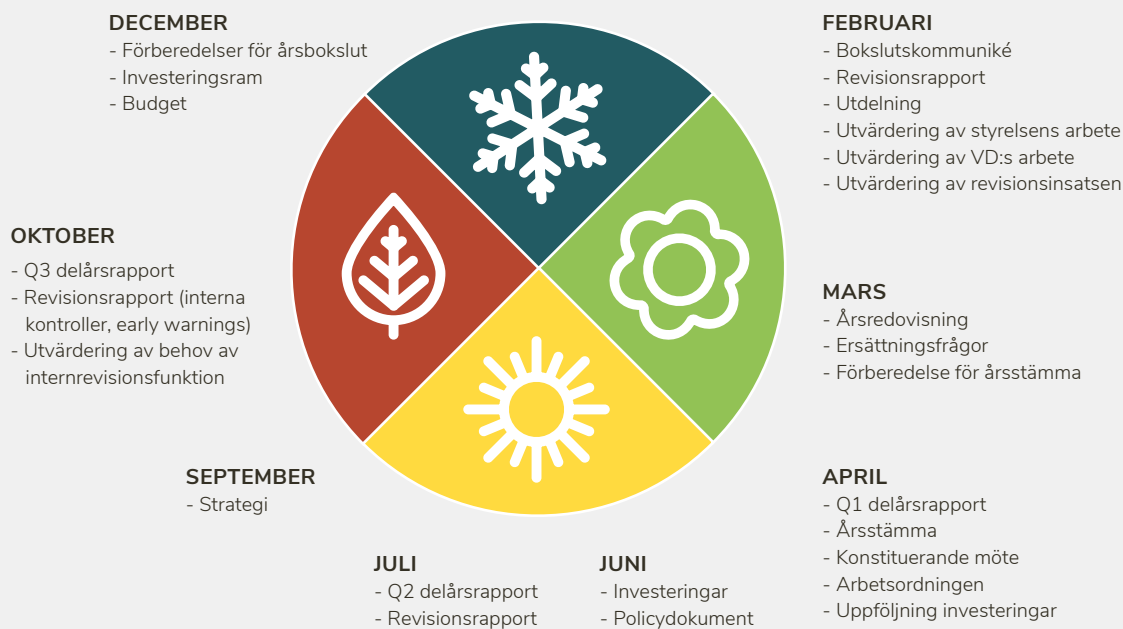 DECEMBER
- Förberedelser för årsbokslut
- Investeringsram
- Budget
FEBRUARI
- Bokslutskommuniké
- Revisionsrapport
- Utdelning
- Utvärdering av styrelsens arbete
- Utvärdering av VD:s arbete
- Utvärdering av revisionsinsatsen
MARS
- Årsredovisning
- Ersättningsfrågor
- Förberedelse för årsstämma
APRIL
- Q1 delårsrapport
- Årsstämma
- Konstituerande möte
- Arbetsordningen
- Uppföljning investeringar
JUNI
- Investeringar
- Policydokument
JULI
- Q2 delårsrapport
- Revisionsrapport
SEPTEMBER
- Strategi
OKTOBER
- Q3 delårsrapport
- Revisionsrapport (interna
kontroller, early warnings)
- Utvärdering av behov av
internrevisionsfunktion